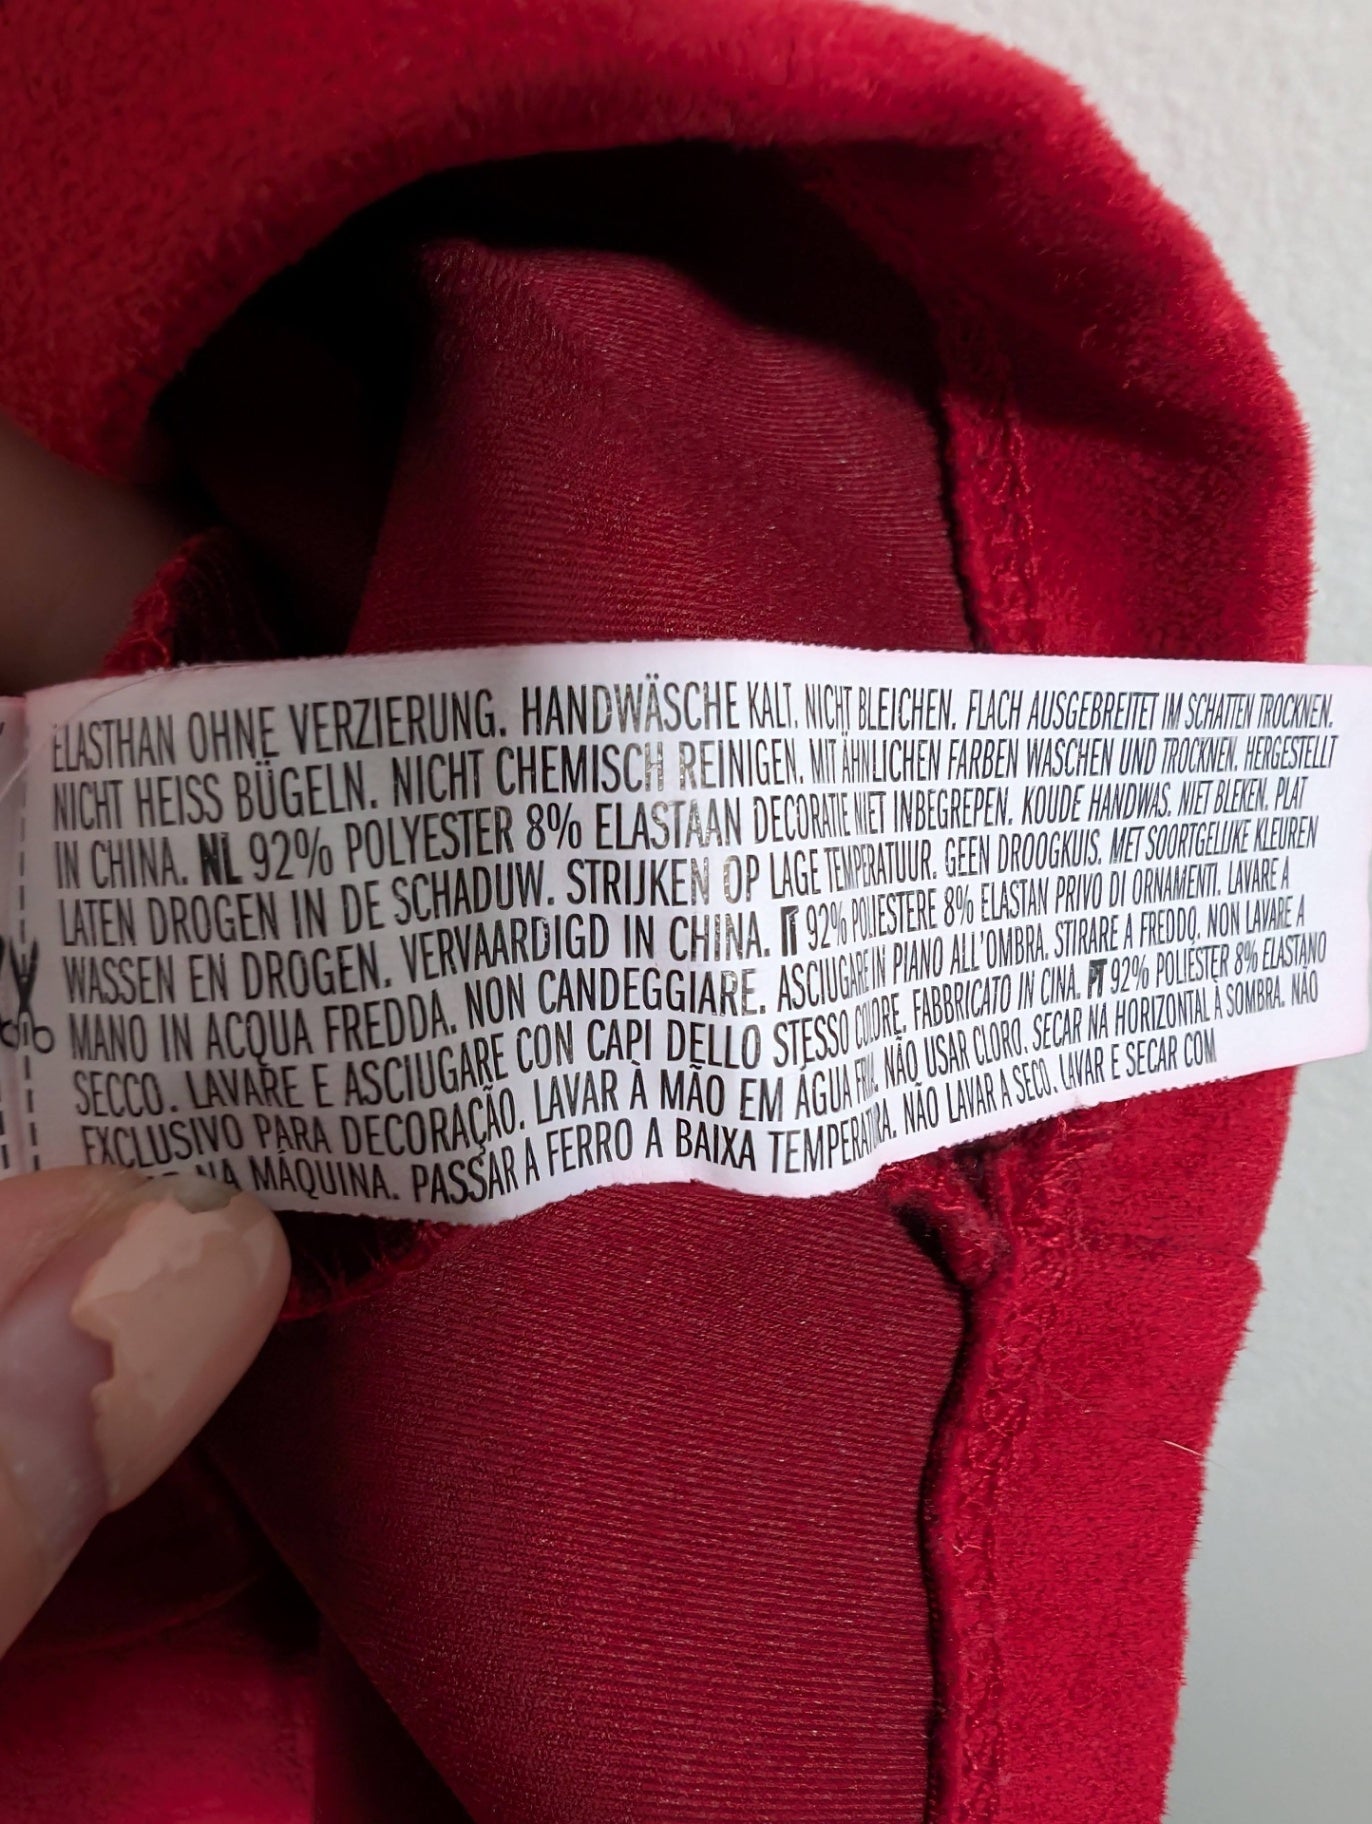 ELASTHAN OHNE VERZIERUNG. HANDWÄSCHE KALT. NICHT BLEICHEN. FLACH AUSGEBREITET IM SCHATTEN TROCKNEN.
NICHT HEISS BÜGELN. NICHT CHEMISCH REINIGEN. MIT ÄHNLICHEN FARBEN WASCHEN UND TROCKNEN. HERGESTELLT
IN CHINA. NL 92% POLYESTER 8% ELASTAAN DECORATIE NIET INBEGREPEN. KOUDE HANDWAS. NIET BLEKEN. PLAT
LATEN DROGEN IN DE SCHADUW. STRIJKEN OP LAGE TEMPERATUUR. GEEN DROOGKUIS. MET SOORTGELIJKE KLEUREN
WASSEN EN DROGEN. VERVAARDIGD IN CHINA. IT 92% POLIESTERE 8% ELASTAN PRIVO DI ORNAMENTI. LAVARE A
MANO IN ACQUA FREDDA. NON CANDEGGIARE. ASCIUGARE IN PIANO ALL'OMBRA. STIRARE A FREDDO. NON LAVARE A
SECCO. LAVARE E ASCIUGARE CON CAPI DELLO STESSO COLORE. FABBRICATO IN CINA. PT 92% POLIÉSTER 8% ELASTANO
EXCLUSIVO PARA DECORAÇÃO. LAVAR À MÃO EM ÁGUA FRIA. NÃO USAR CLORO. SECAR NA HORIZONTAL À SOMBRA. NÃO
NA MÁQUINA. PASSAR A FERRO A BAIXA TEMPERATURA. NÃO LAVAR A SECO. LAVAR E SECAR COM